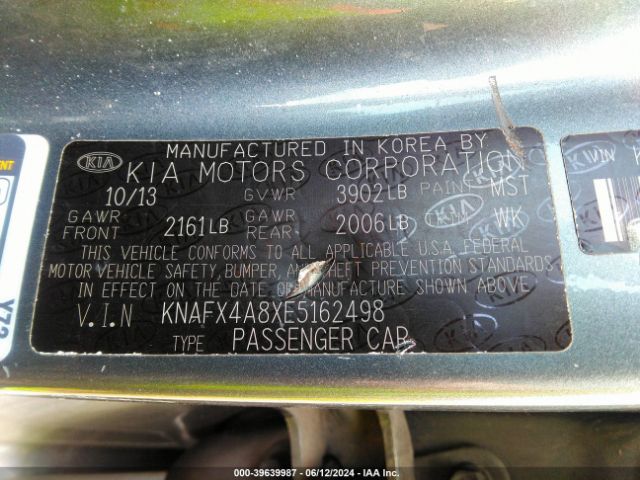 MANUFACTURED IN KOREA BY
KIA KIA MOTORS CORPORATION
10/13 GVWR 3902LB PAINT MST
GAWR FRONT 2161LB GAWR REAR 2006LB TRIM WK
THIS VEHICLE CONFORMS TO ALL APPLICABLE U.S.A. FEDERAL
MOTOR VEHICLE SAFETY, BUMPER, AND THEFT PREVENTION STANDARDS
IN EFFECT ON THE DATE OF MANUFACTURE SHOWN ABOVE
V.I.N KNAFX4A8XE5162498
TYPE PASSENGER CAR
000-39639987 - 06/12/2024 - IAA Inc.